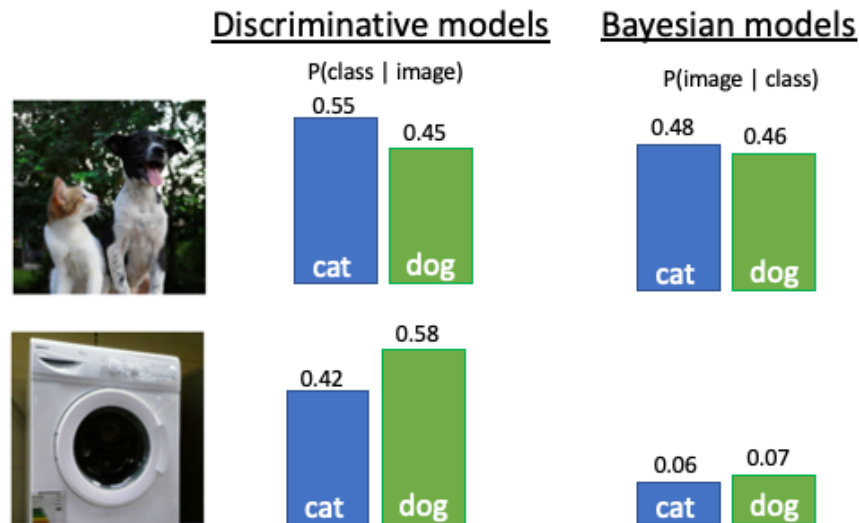 Discriminative models
Bayesian models
P(class | image)
P(image | class)
0.55
0.45
0.48
0.46
cat
dog
cat
dog
0.42
0.58
0.06
0.07
cat
dog
cat
dog